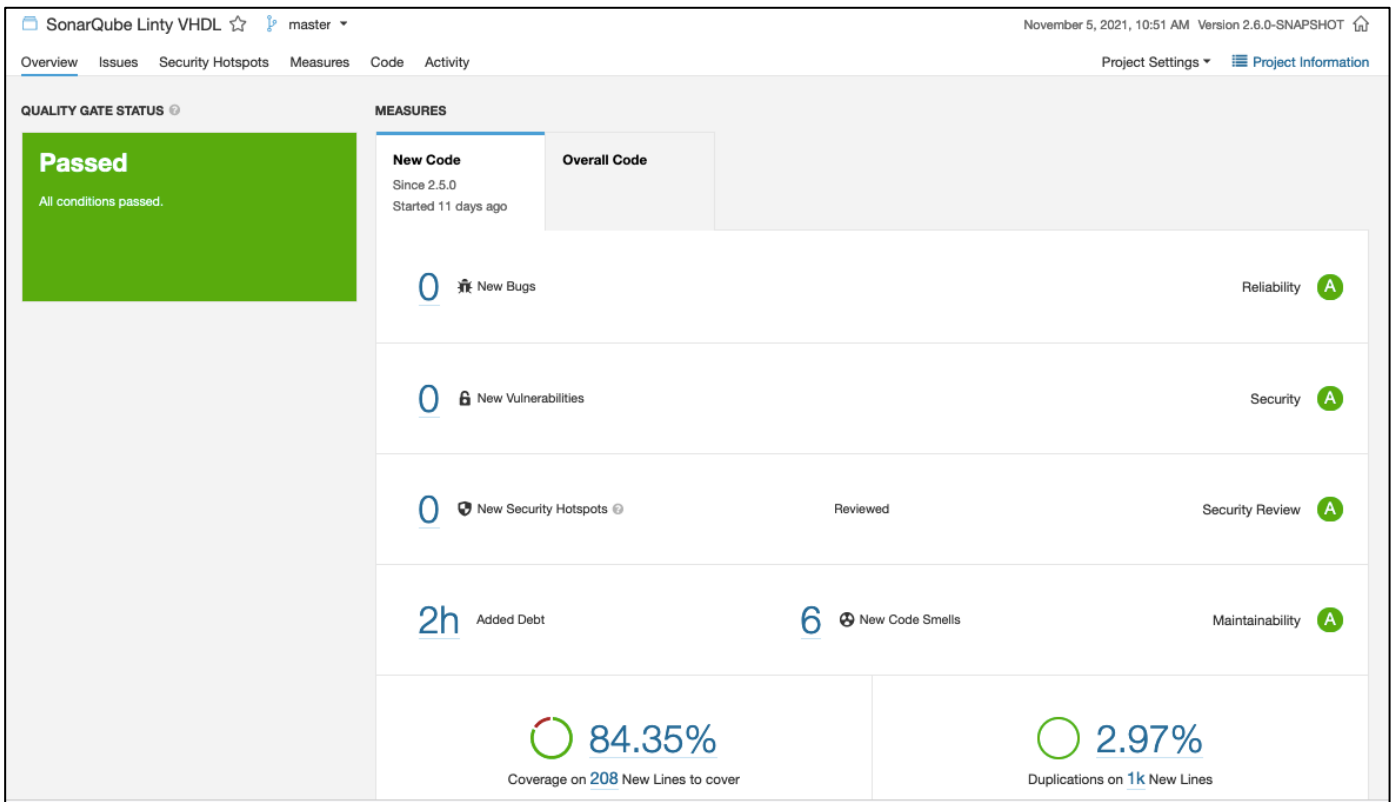 SonarQube Linty VHDL master November 5, 2021, 10:51 AM Version 2.6.0-SNAPSHOT
Overview Issues Security Hotspots Measures Code Activity Project Settings Project Information
QUALITY GATE STATUS ?
Passed
All conditions passed.
MEASURES
New Code
Since 2.5.0
Started 11 days ago
Overall Code
0 New Bugs Reliability A
0 New Vulnerabilities Security A
0 New Security Hotspots ? Reviewed Security Review A
2h Added Debt 6 New Code Smells Maintainability A
84.35%
Coverage on 208 New Lines to cover
2.97%
Duplications on 1k New Lines